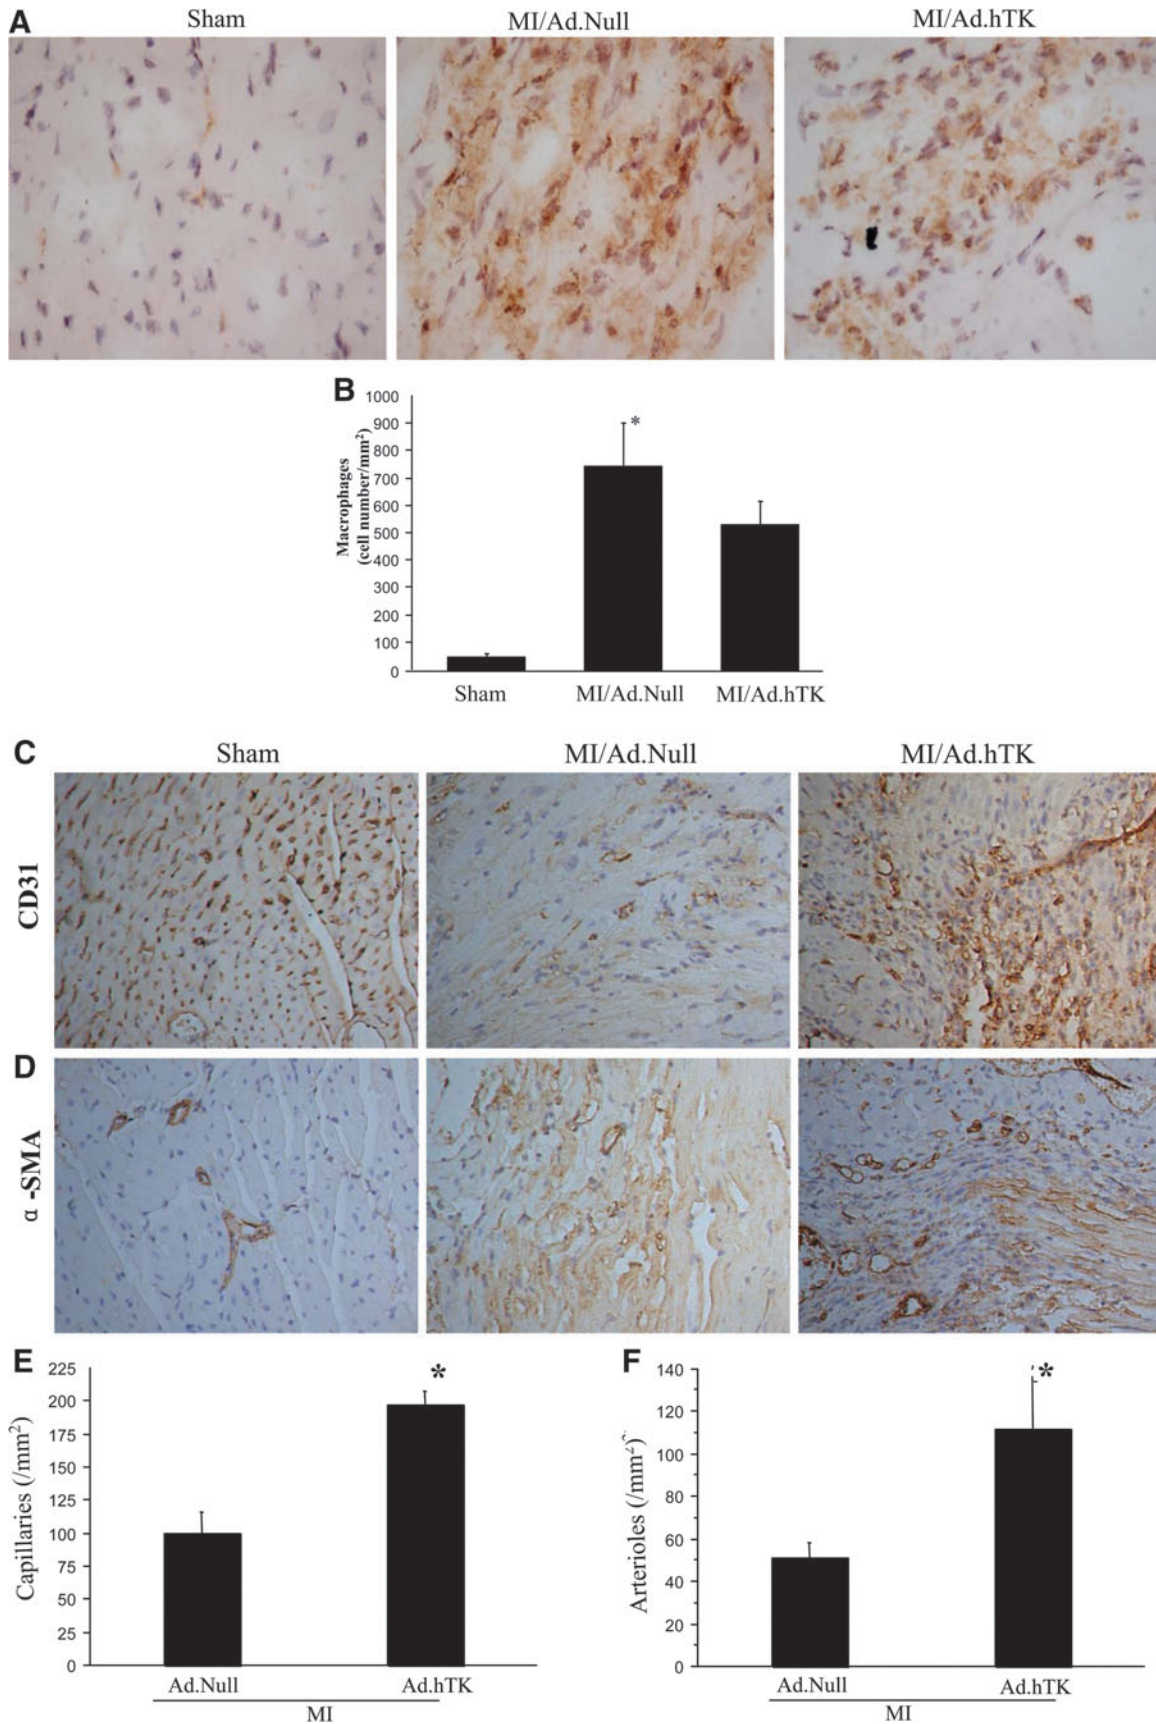 A
Sham
MI/Ad.Null
MI/Ad.hTK
B
1000
900
800
700
600
500
400
300
200
100
0
Macrophages
(cell number/mm²)
*
Sham
MI/Ad.Null
MI/Ad.hTK
C
Sham
MI/Ad.Null
MI/Ad.hTK
CD31
D
α -SMA
E
225
200
175
150
125
100
75
50
25
0
Capillaries (/mm²)
*
Ad.Null
Ad.hTK
MI
F
140
120
100
80
60
40
20
0
Arterioles (/mm²)
*
Ad.Null
Ad.hTK
MI